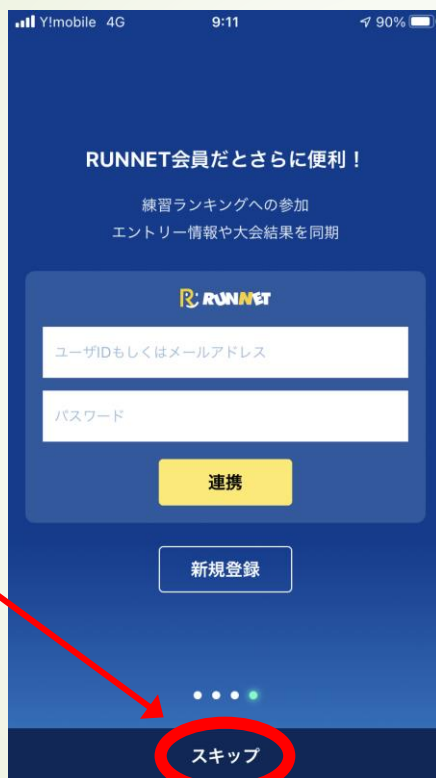 Y!mobile 4G 9:11 90%
RUNNET会員だとさらに便利！
練習ランキングへの参加
エントリー情報や大会結果を同期
R RUNNET
ユーザIDもしくはメールアドレス
パスワード
連携
新規登録
スキップ